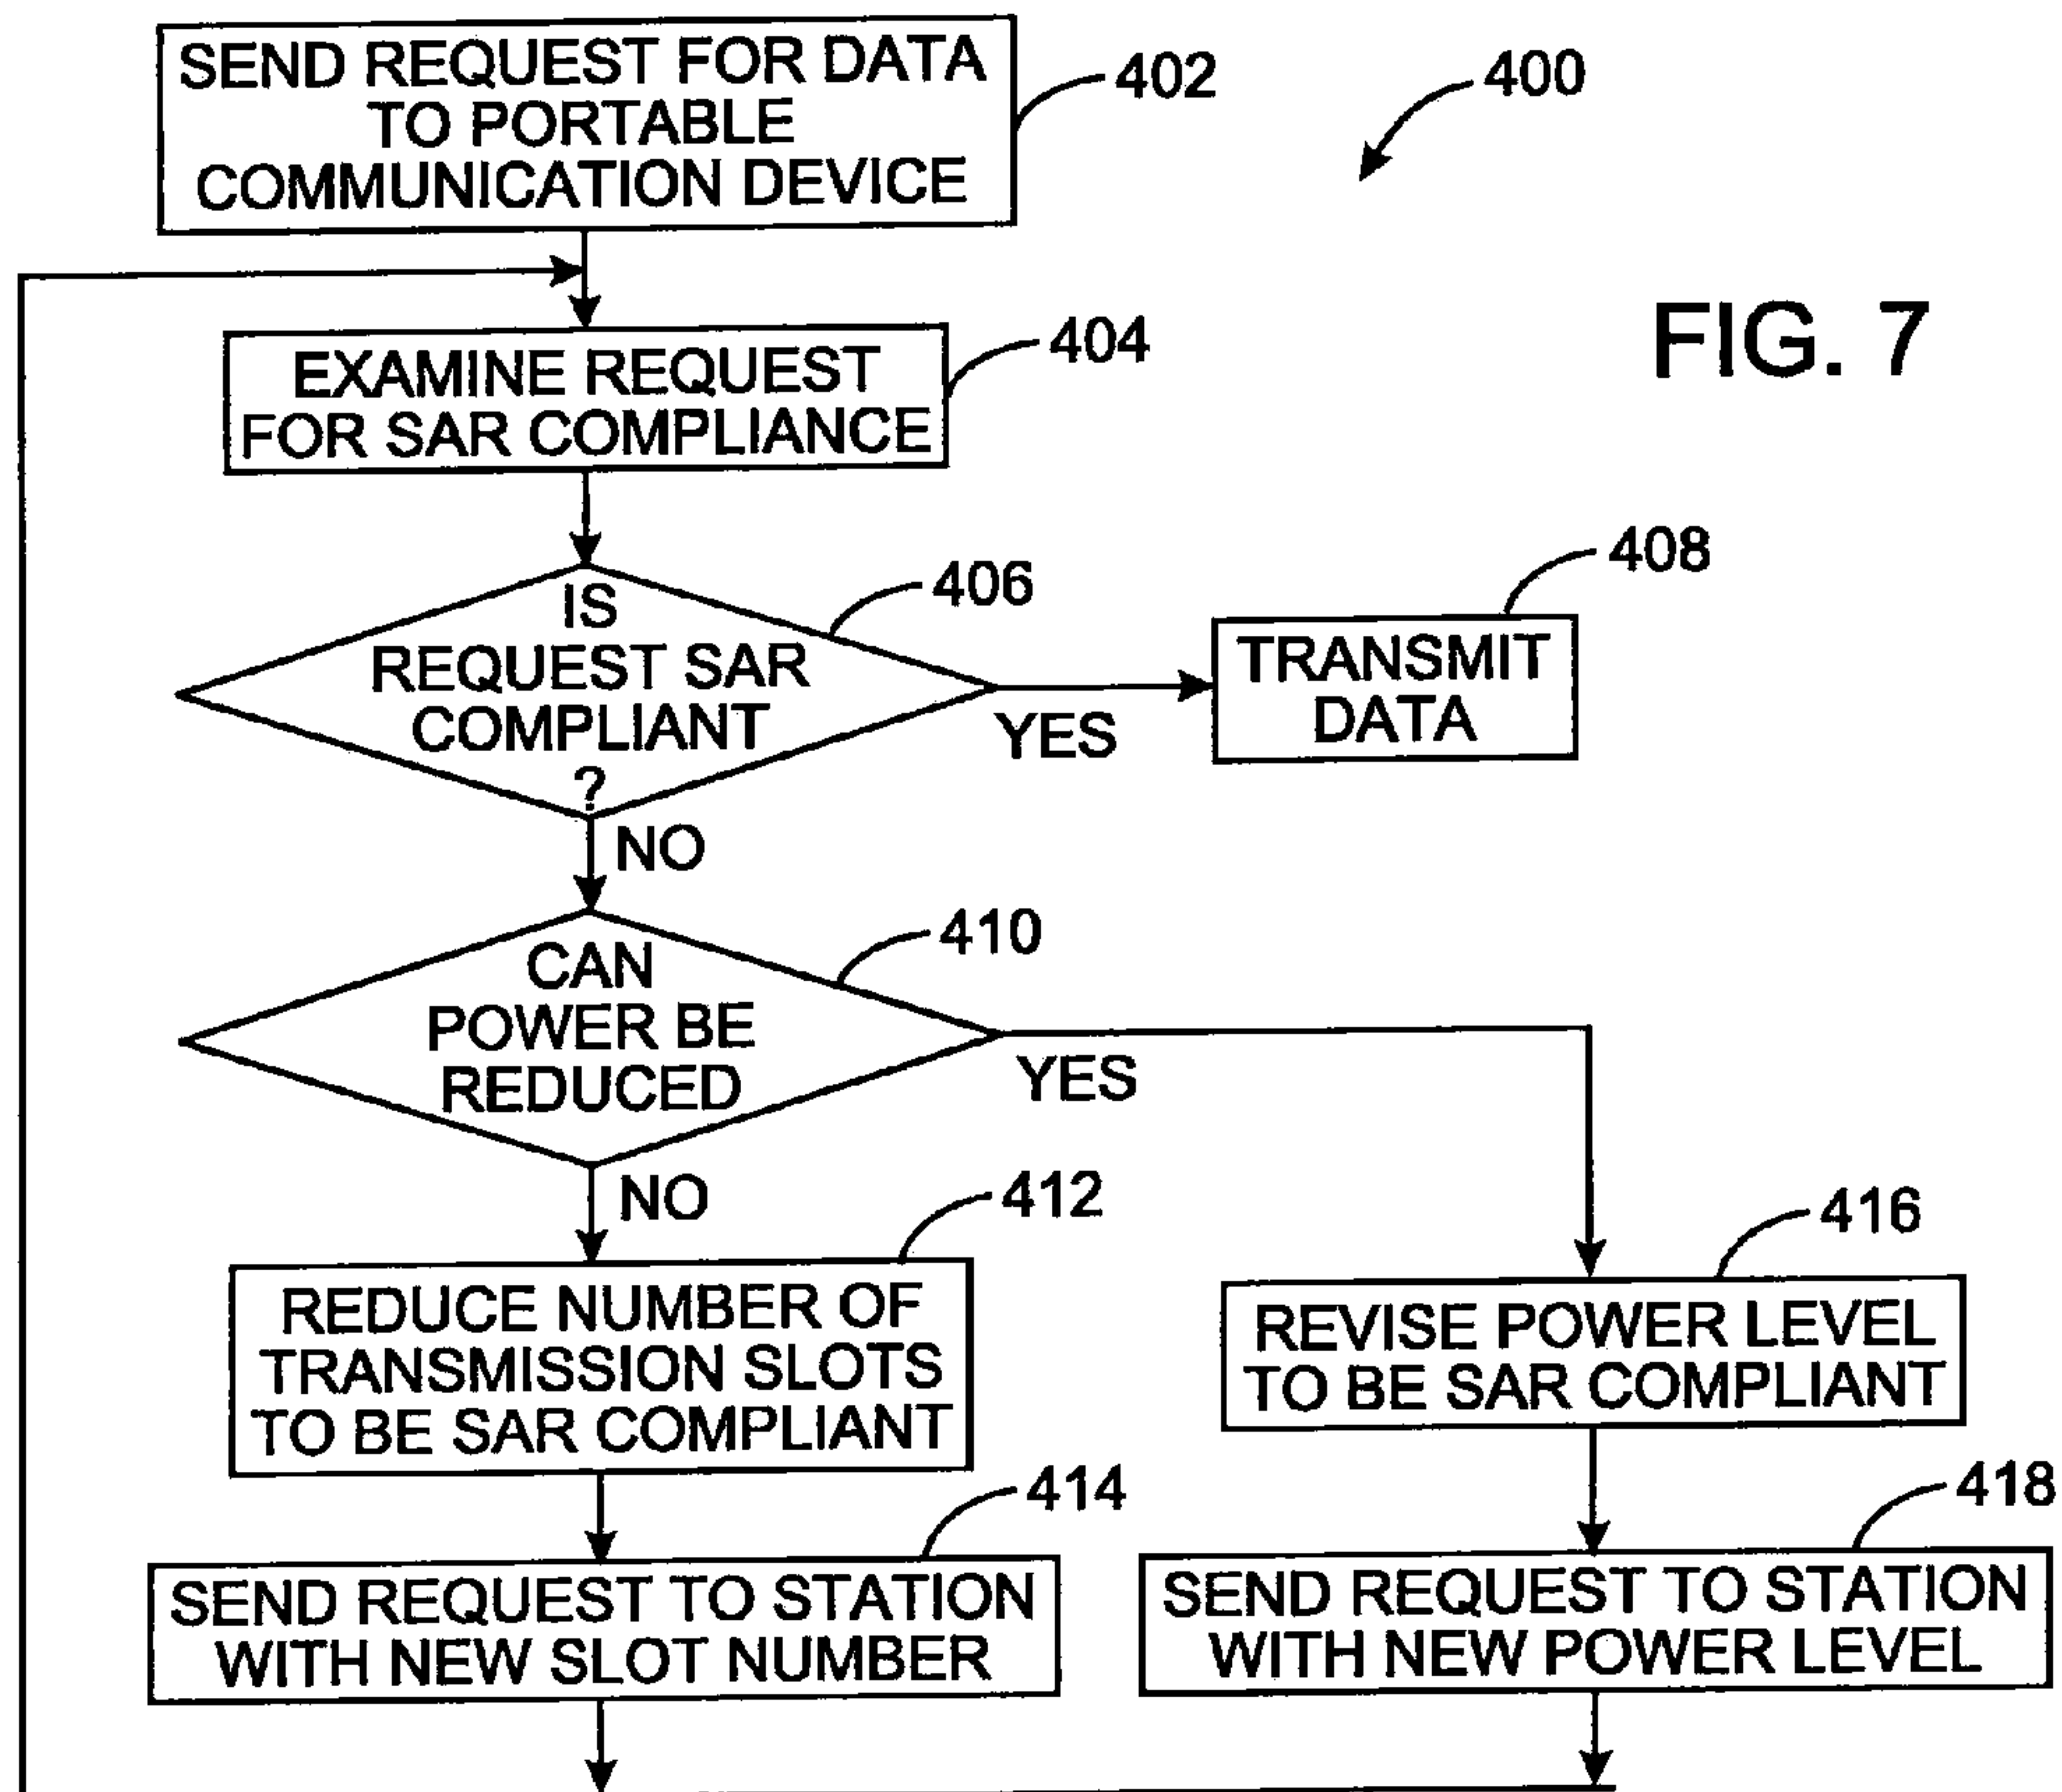 SEND REQUEST FOR DATA
TO PORTABLE
COMMUNICATION DEVICE
402
400
FIG. 7
EXAMINE REQUEST
FOR SAR COMPLIANCE
404
IS
REQUEST SAR
COMPLIANT
?
406
YES
TRANSMIT
DATA
408
NO
CAN
POWER BE
REDUCED
410
YES
NO
REDUCE NUMBER OF
TRANSMISSION SLOTS
TO BE SAR COMPLIANT
412
REVISE POWER LEVEL
TO BE SAR COMPLIANT
416
SEND REQUEST TO STATION
WITH NEW SLOT NUMBER
414
SEND REQUEST TO STATION
WITH NEW POWER LEVEL
418